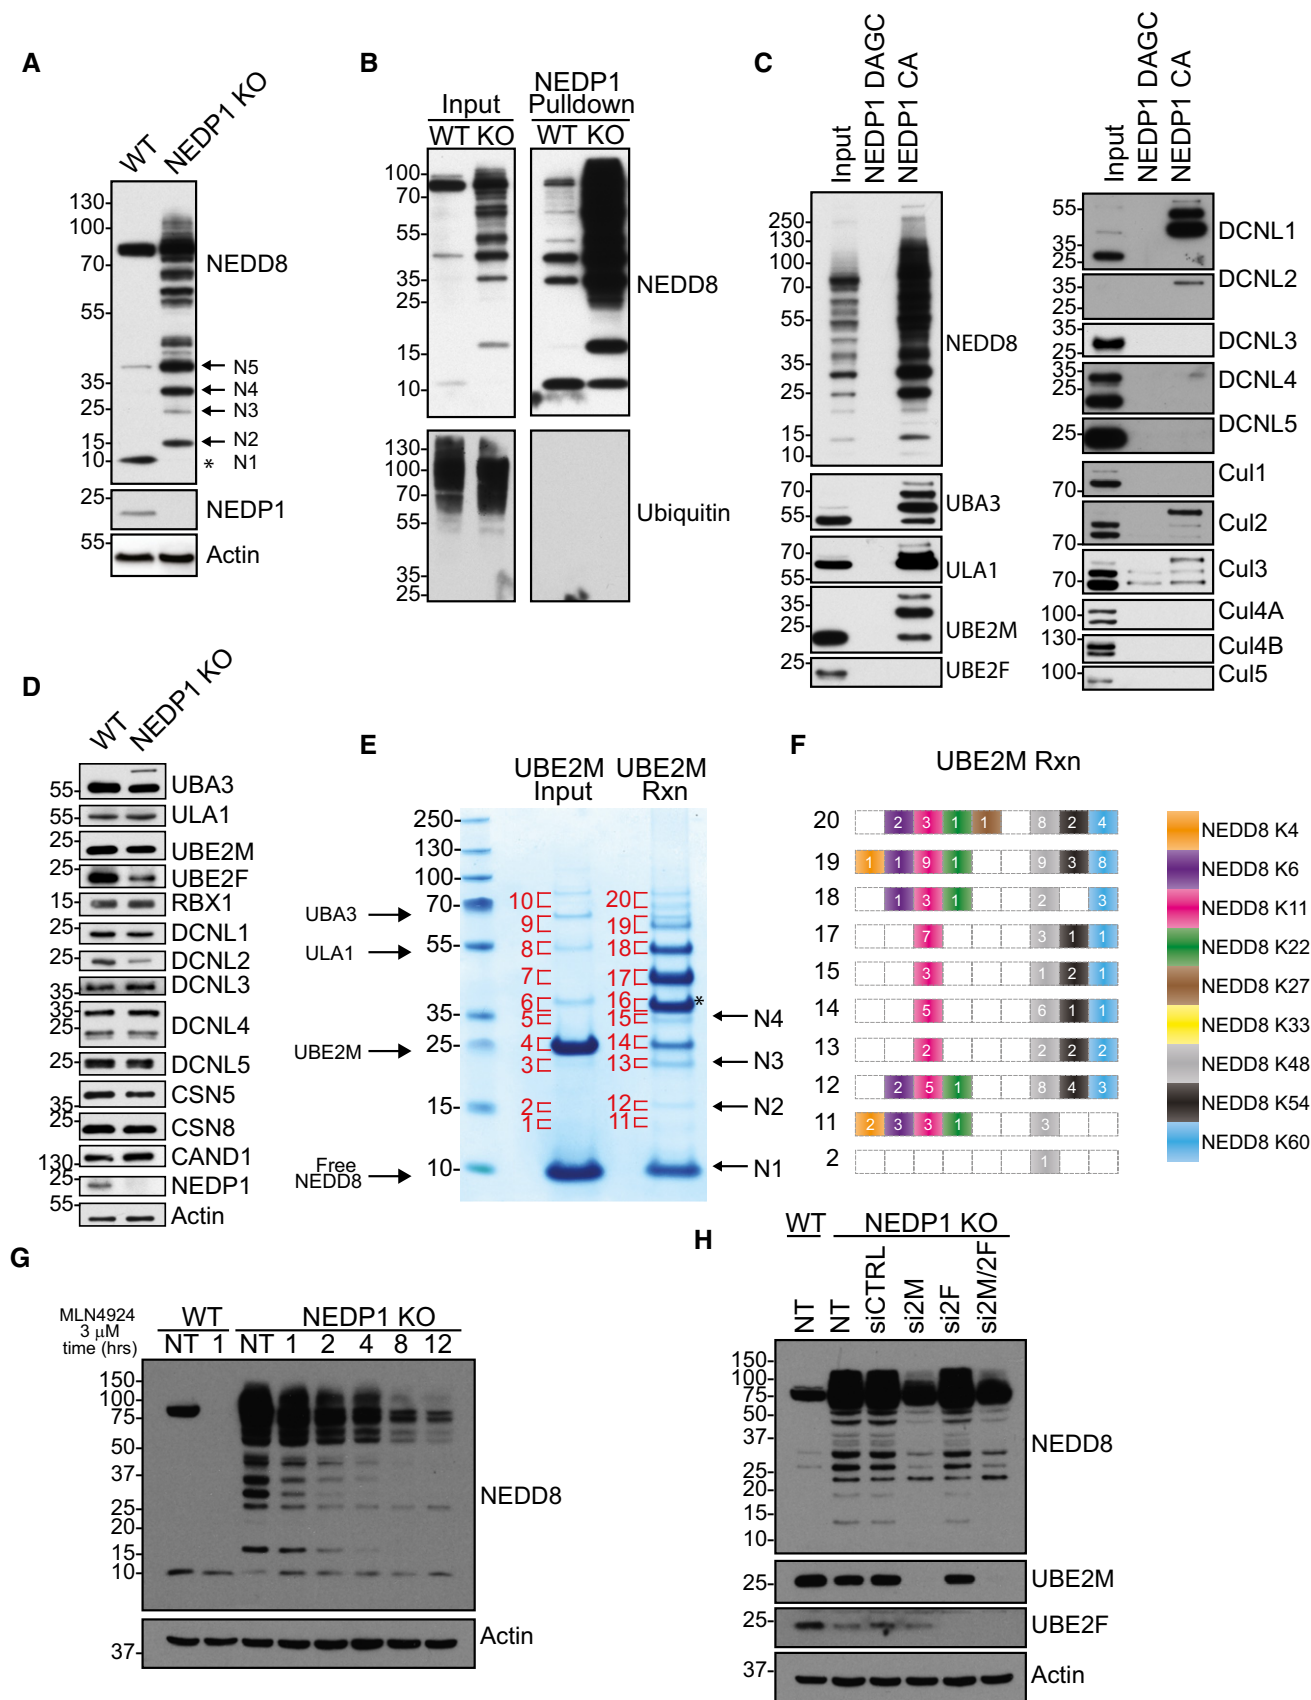 A
WT
NEDP1 KO
130
100
70
55
35
25
15
10
NEDD8
N5
N4
N3
N2
* N1
25
NEDP1
55
Actin
B
Input
NEDP1
Pulldown
WT KO WT KO
100
70
55
35
25
15
10
NEDD8
130
100
70
55
35
25
Ubiquitin
C
Input
NEDP1 DAGC
NEDP1 CA
250
130
100
70
55
35
25
15
10
NEDD8
70
55
UBA3
70
55
ULA1
35
25
UBE2M
25
UBE2F
Input
NEDP1 DAGC
NEDP1 CA
55
35
25
DCNL1
35
25
DCNL2
35
25
DCNL3
35
25
DCNL4
25
DCNL5
70
Cul1
70
Cul2
70
Cul3
100
Cul4A
130
Cul4B
100
Cul5
D
WT
NEDP1 KO
55
UBA3
55
ULA1
25
UBE2M
25
UBE2F
15
RBX1
25
DCNL1
25
DCNL2
35
DCNL3
35
25
DCNL4
25
DCNL5
35
CSN5
25
CSN8
130
CAND1
25
NEDP1
55
Actin
E
UBE2M
Input
UBE2M
Rxn
250
130
100
70
55
35
25
15
10
UBA3
ULA1
UBE2M
Free
NEDD8
10
9
8
7
6
5
4
3
2
1
20
19
18
17
16 *
15
14
13
12
11
N4
N3
N2
N1
F
UBE2M Rxn
20 2 3 1 1 8 2 4
19 1 1 9 1 9 3 8
18 1 3 1 2 3
17 7 3 1 1
15 3 1 2 1
14 5 6 1 1
13 2 2 2 2
12 2 5 1 8 4 3
11 2 3 3 1 3
2 1
NEDD8 K4
NEDD8 K6
NEDD8 K11
NEDD8 K22
NEDD8 K27
NEDD8 K33
NEDD8 K48
NEDD8 K54
NEDD8 K60
G
MLN4924
3 μM
time (hrs)
WT NEDP1 KO
NT 1 NT 1 2 4 8 12
150
100
75
50
37
25
20
15
10
NEDD8
37
Actin
H
WT NEDP1 KO
NT
NT
siCTRL
si2M
si2F
si2M/2F
150
100
75
50
37
25
20
15
10
NEDD8
25
UBE2M
25
UBE2F
37
Actin